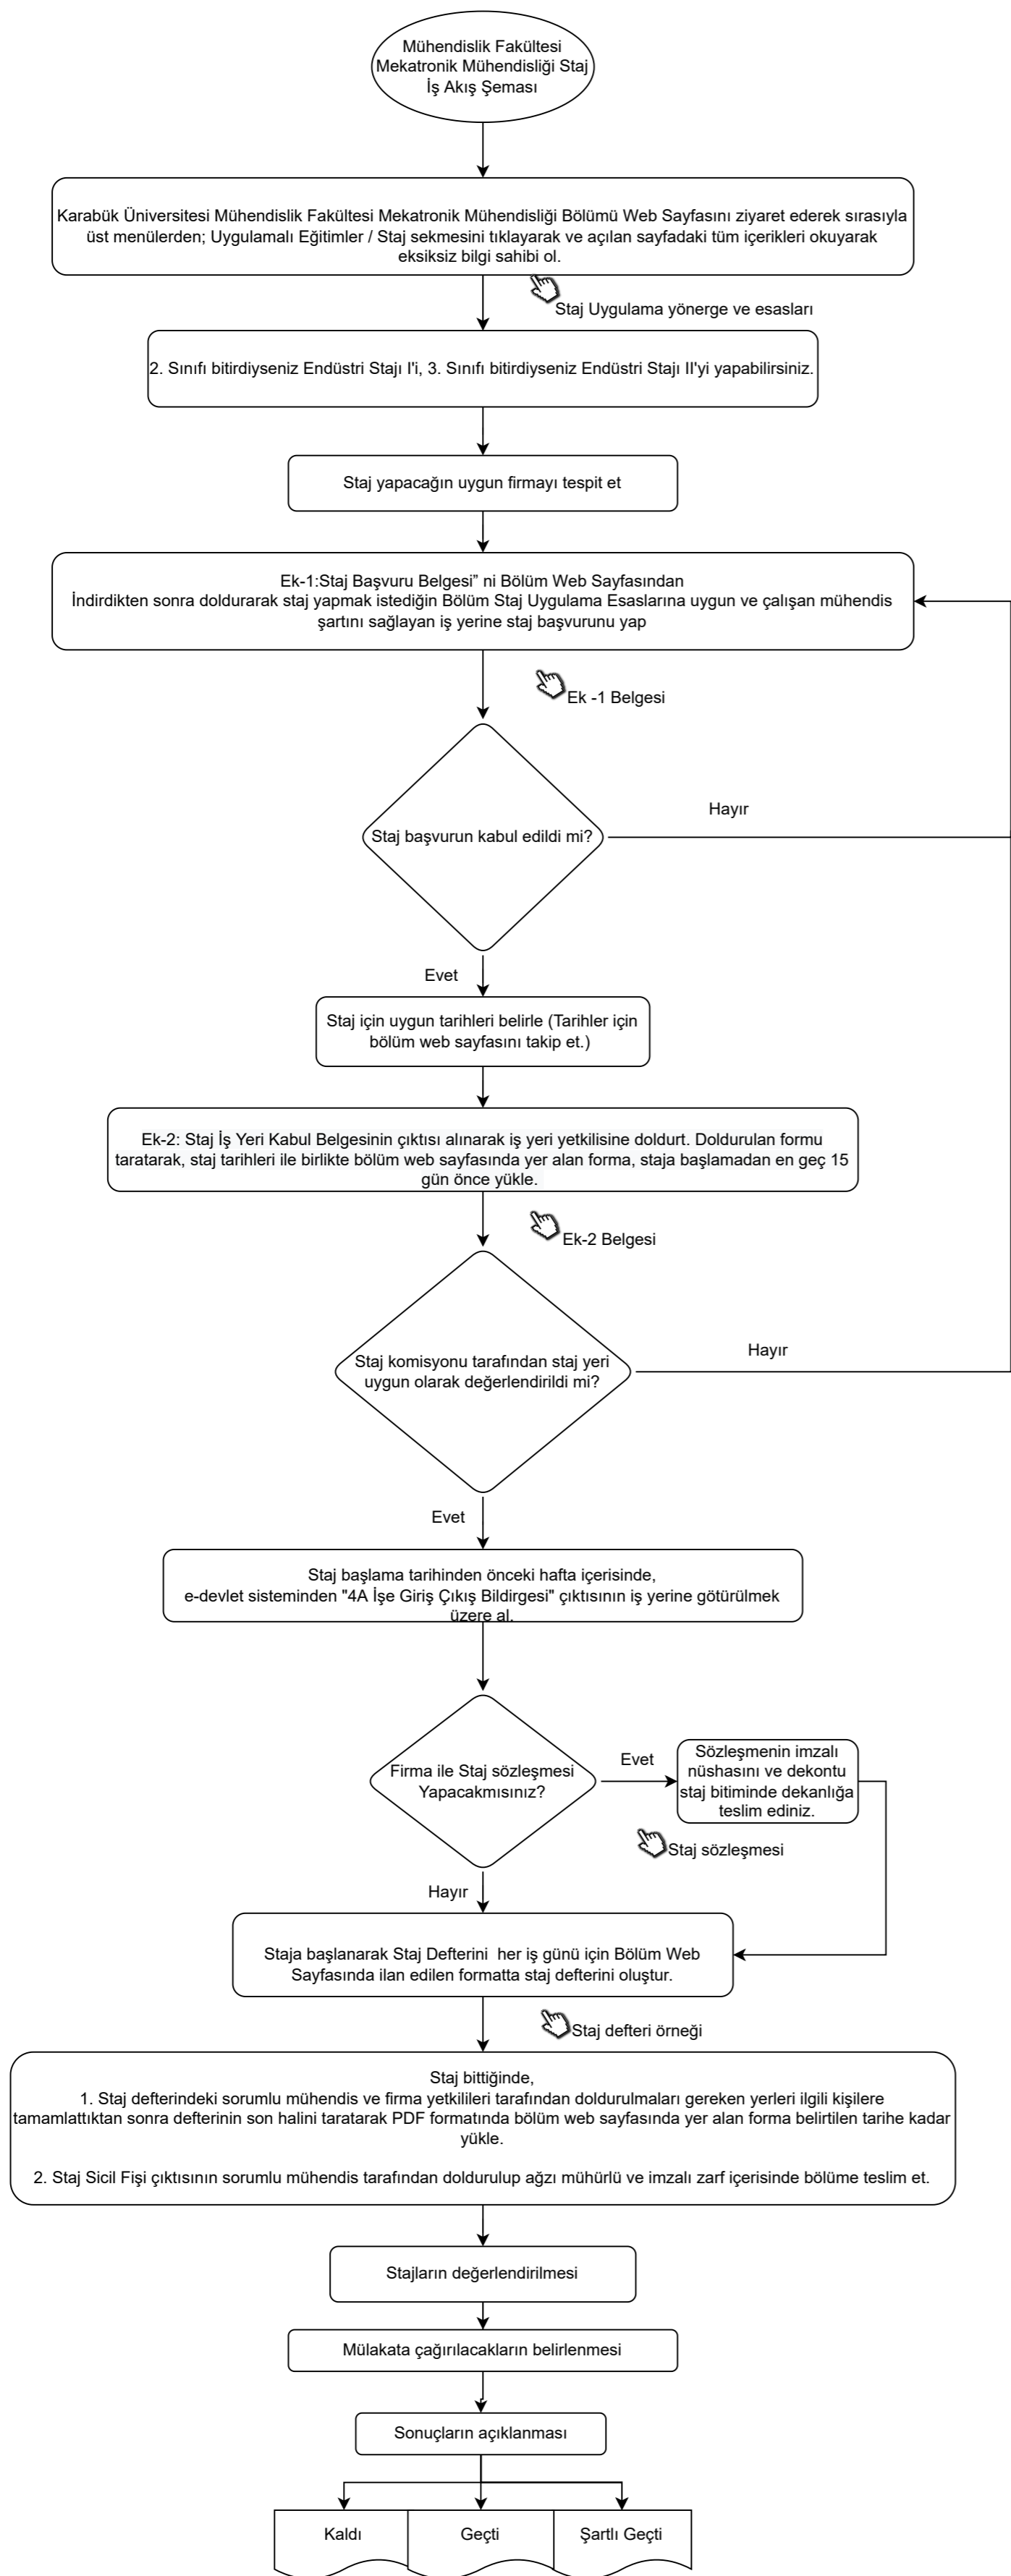 Mühendislik Fakültesi
Mekatronik Mühendisliği Staj
İş Akış Şeması
Karabük Üniversitesi Mühendislik Fakültesi Mekatronik Mühendisliği Bölümü Web Sayfasını ziyaret ederek sırasıyla
üst menülerden; Uygulamalı Eğitimler / Staj sekmesini tıklayarak ve açılan sayfadaki tüm içerikleri okuyarak
eksiksiz bilgi sahibi ol.
Staj Uygulama yönerge ve esasları
2. Sınıfı bitirdiyseniz Endüstri Stajı I'i, 3. Sınıfı bitirdiyseniz Endüstri Stajı II'yi yapabilirsiniz.
Staj yapacağın uygun firmayı tespit et
Ek-1:Staj Başvuru Belgesi” ni Bölüm Web Sayfasından
İndirdikten sonra doldurarak staj yapmak istediğin Bölüm Staj Uygulama Esaslarına uygun ve çalışan mühendis
şartını sağlayan iş yerine staj başvurunu yap
Ek -1 Belgesi
Staj başvurun kabul edildi mi?
Hayır
Evet
Staj için uygun tarihleri belirle (Tarihler için
bölüm web sayfasını takip et.)
Ek-2: Staj İş Yeri Kabul Belgesinin çıktısı alınarak iş yeri yetkilisine doldurt. Doldurulan formu
taratarak, staj tarihleri ile birlikte bölüm web sayfasında yer alan forma, staja başlamadan en geç 15
gün önce yükle.
Ek-2 Belgesi
Staj komisyonu tarafından staj yeri
uygun olarak değerlendirildi mi?
Hayır
Evet
Staj başlama tarihinden önceki hafta içerisinde,
e-devlet sisteminden "4A İşe Giriş Çıkış Bildirgesi" çıktısının iş yerine götürülmek
üzere al.
Firma ile Staj sözleşmesi
Yapacakmısınız?
Evet
Sözleşmenin imzalı
nüshasını ve dekontu
staj bitiminde dekanlığa
teslim ediniz.
Staj sözleşmesi
Hayır
Staja başlanarak Staj Defterini  her iş günü için Bölüm Web
Sayfasında ilan edilen formatta staj defterini oluştur.
Staj defteri örneği
Staj bittiğinde,
1. Staj defterindeki sorumlu mühendis ve firma yetkilileri tarafından doldurulmaları gereken yerleri ilgili kişilere
tamamlattıktan sonra defterinin son halini taratarak PDF formatında bölüm web sayfasında yer alan forma belirtilen tarihe kadar
yükle.
2. Staj Sicil Fişi çıktısının sorumlu mühendis tarafından doldurulup ağzı mühürlü ve imzalı zarf içerisinde bölüme teslim et.
Stajların değerlendirilmesi
Mülakata çağırılacakların belirlenmesi
Sonuçların açıklanması
Kaldı
Geçti
Şartlı Geçti